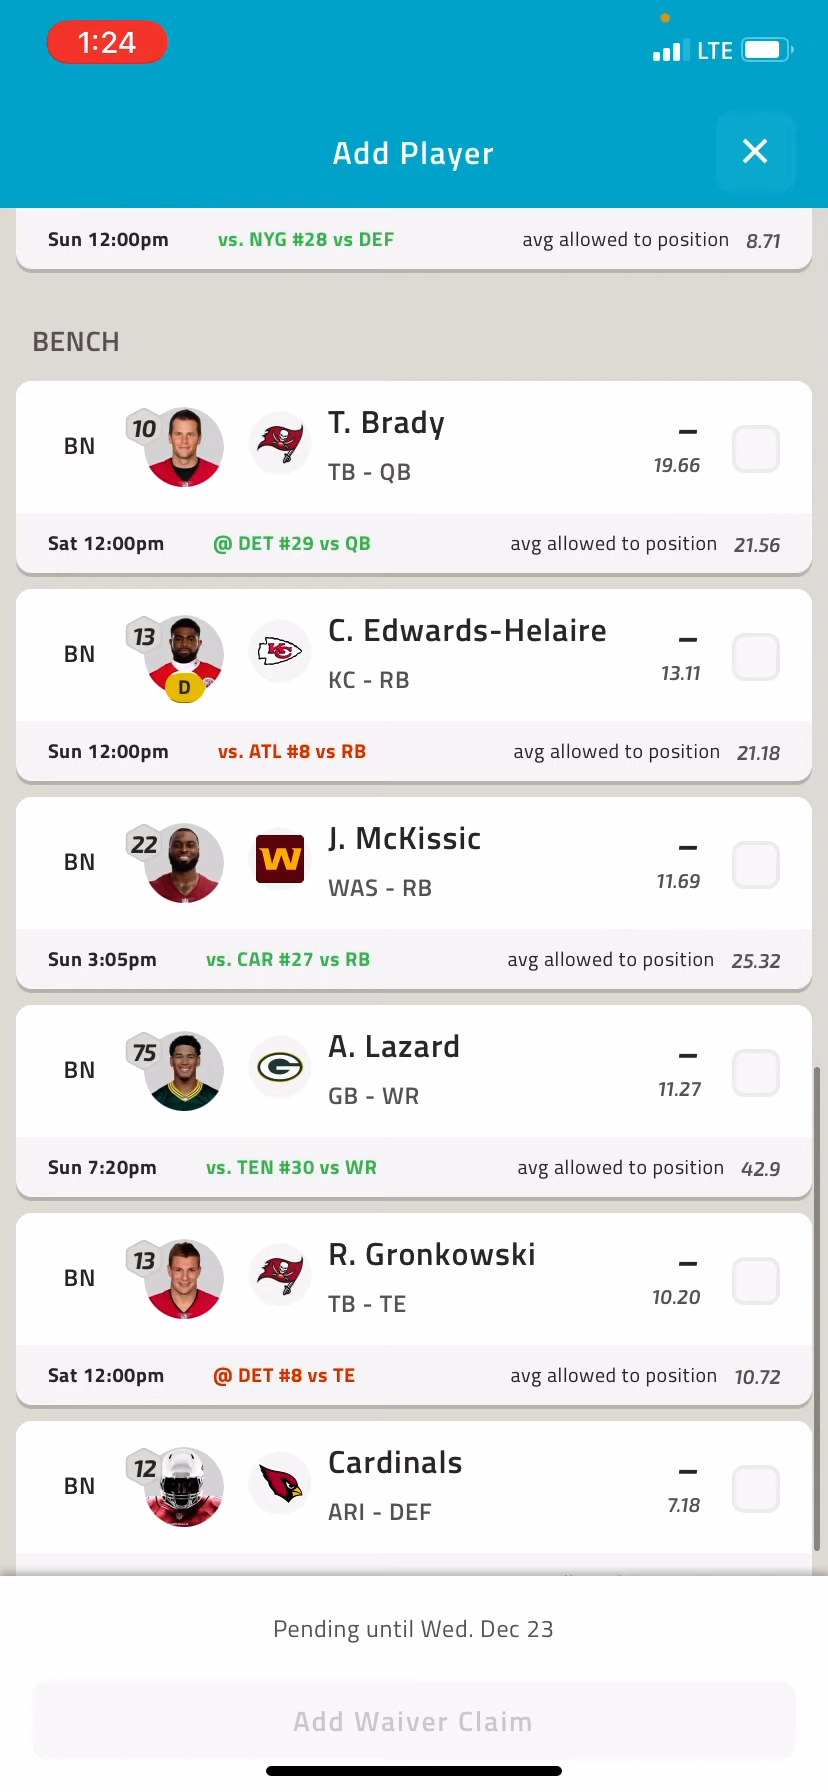 1:24
LTE
Add Player
Sun 12:00pm vs. NYG #28 vs DEF avg allowed to position 8.71
BENCH
BN 10 T. Brady –
TB - QB 19.66
Sat 12:00pm @ DET #29 vs QB avg allowed to position 21.56
BN 13 D C. Edwards-Helaire –
KC - RB 13.11
Sun 12:00pm vs. ATL #8 vs RB avg allowed to position 21.18
BN 22 W J. McKissic –
WAS - RB 11.69
Sun 3:05pm vs. CAR #27 vs RB avg allowed to position 25.32
BN 75 G A. Lazard –
GB - WR 11.27
Sun 7:20pm vs. TEN #30 vs WR avg allowed to position 42.9
BN 13 R. Gronkowski –
TB - TE 10.20
Sat 12:00pm @ DET #8 vs TE avg allowed to position 10.72
BN 12 Cardinals –
ARI - DEF 7.18
Pending until Wed. Dec 23
Add Waiver Claim